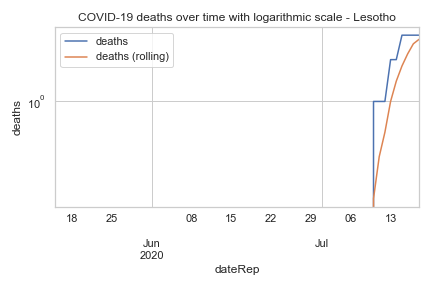 COVID-19 deaths over time with logarithmic scale - Lesotho
deaths
deaths (rolling)
deaths
10⁰
18 25 08 15 22 29 06 13
Jun Jul
2020
dateRep